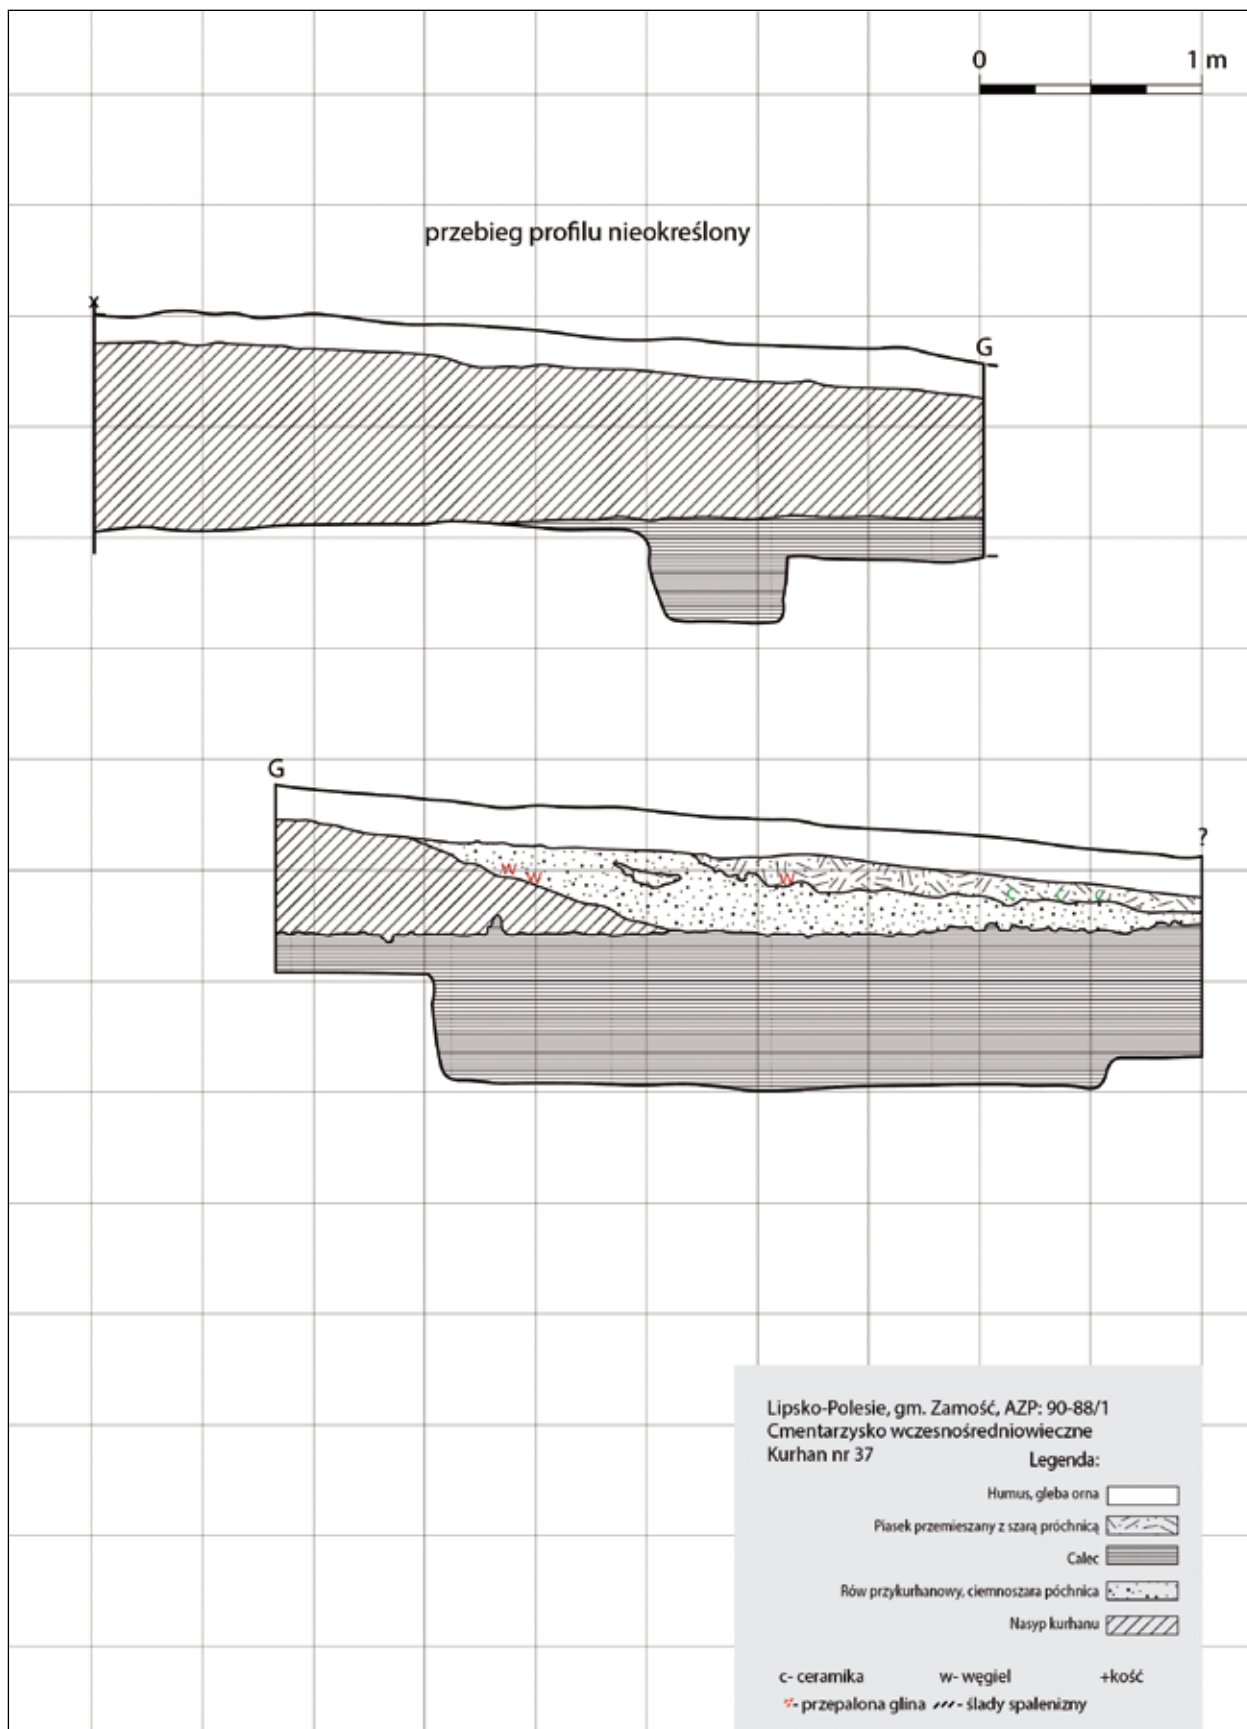 0 1 m
przebieg profilu nieokreślony
x
G
G
?
w w w
c c c
Lipsko-Polesie, gm. Zamość, AZP: 90-88/1
Cmentarzysko wczesnośredniowieczne
Kurhan nr 37
Legenda:
Humus, gleba orna
Piasek przemieszany z szarą próchnicą
Calec
Rów przykurhanowy, ciemnoszara póchnica
Nasyp kurhanu
c- ceramika w- węgiel +kość
- przepalona glina - ślady spalenizny